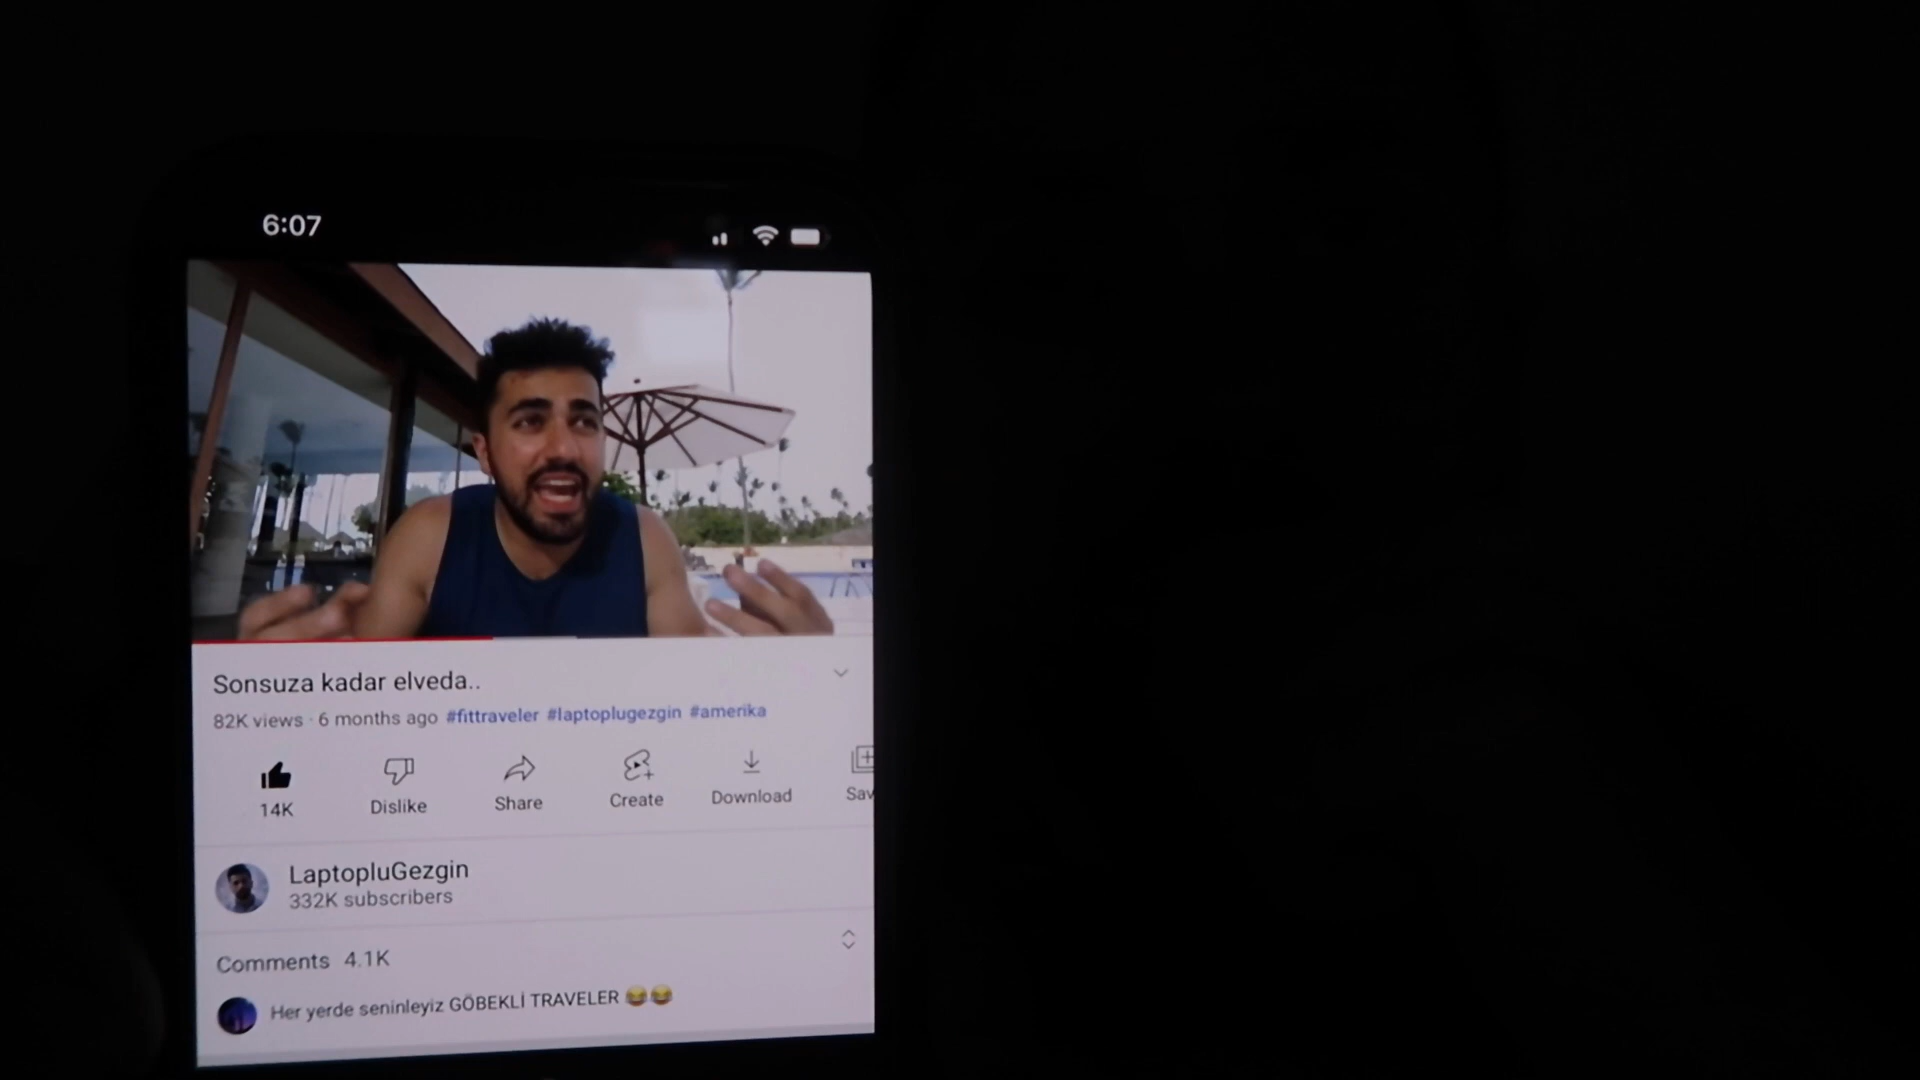 6:07
Sonsuza kadar elveda..
82K views · 6 months ago #fittraveler #laptoplugezgin #amerika
14K Dislike Share Create Download Sav
LaptopluGezgin
332K subscribers
Comments 4.1K
Her yerde seninleyiz GÖBEKLİ TRAVELER 😂😂